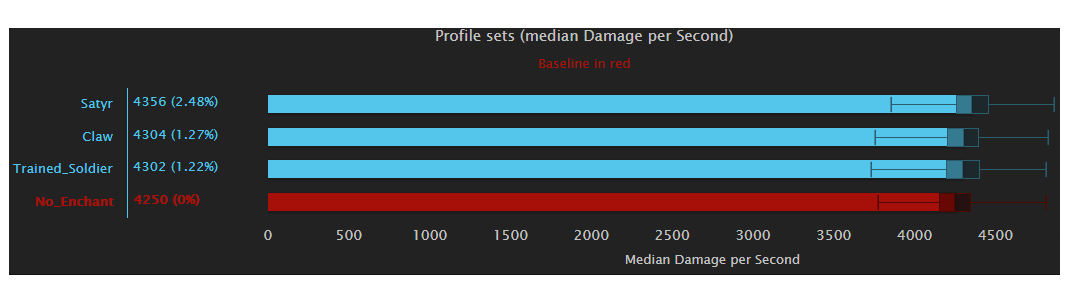 Profile sets (median Damage per Second)
Baseline in red
Satyr 4356 (2.48%)
Claw 4304 (1.27%)
Trained_Soldier 4302 (1.22%)
No_Enchant 4250 (0%)
0 500 1000 1500 2000 2500 3000 3500 4000 4500
Median Damage per Second